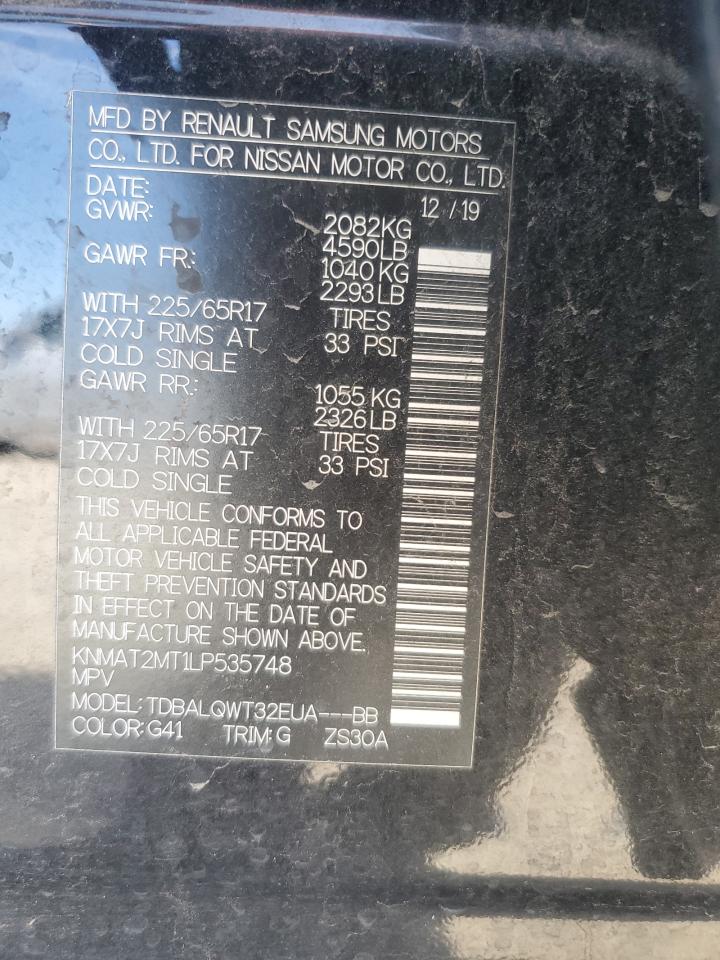 MFD BY RENAULT SAMSUNG MOTORS
CO., LTD. FOR NISSAN MOTOR CO., LTD.
DATE: 12 / 19
GVWR: 2082KG
4590LB
GAWR FR.: 1040 KG
2293 LB
WITH 225/65R17 TIRES
17X7J RIMS AT 33 PSI
COLD SINGLE
GAWR RR.: 1055 KG
2326 LB
WITH 225/65R17 TIRES
17X7J RIMS AT 33 PSI
COLD SINGLE
THIS VEHICLE CONFORMS TO
ALL APPLICABLE FEDERAL
MOTOR VEHICLE SAFETY AND
THEFT PREVENTION STANDARDS
IN EFFECT ON THE DATE OF
MANUFACTURE SHOWN ABOVE.
KNMAT2MT1LP535748
MPV
MODEL: TDBALQWT32EUA---BB
COLOR: G41 TRIM: G ZS30A